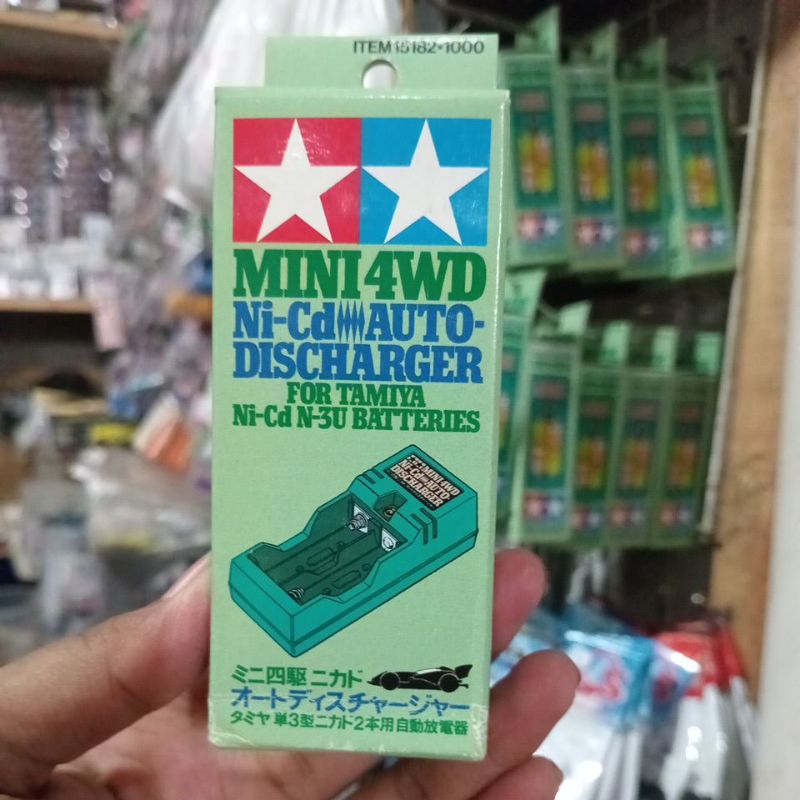 ITEM 15182•1000
MINI 4WD
Ni-Cd AUTO-
DISCHARGER
FOR TAMIYA
Ni-Cd N-3U BATTERIES
MINI 4WD
Ni-Cd AUTO-
DISCHARGER
ミニ四駆 ニカド
オートディスチャージャー
タミヤ 単3型ニカド2本用自動放電器